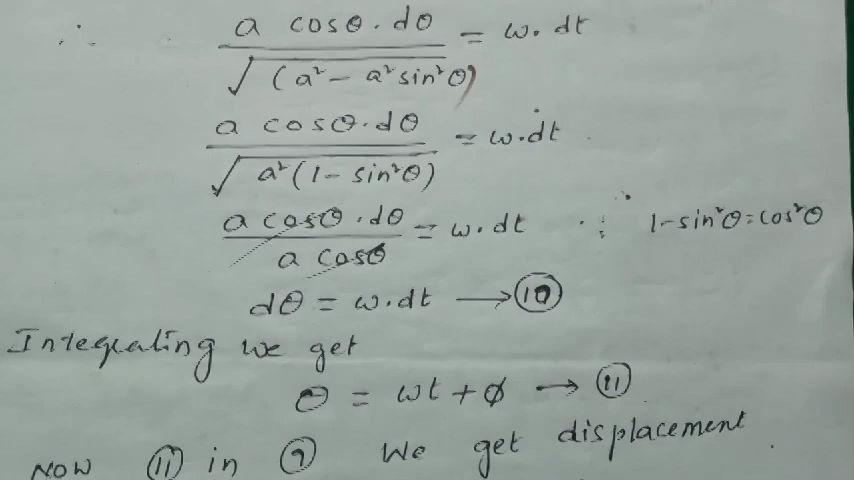 ∴ a cosθ. dθ / √(a² - a² sin²θ) = ω. dt
a cosθ. dθ / √a²(1 - sin²θ) = ω. dt
a cosθ. dθ / a cosθ = ω. dt ∵ 1 - sin²θ = cos²θ
dθ = ω. dt → ⑩
Integrating we get
θ = ωt + ϕ → ⑪
Now ⑪ in ⑨ We get displacement